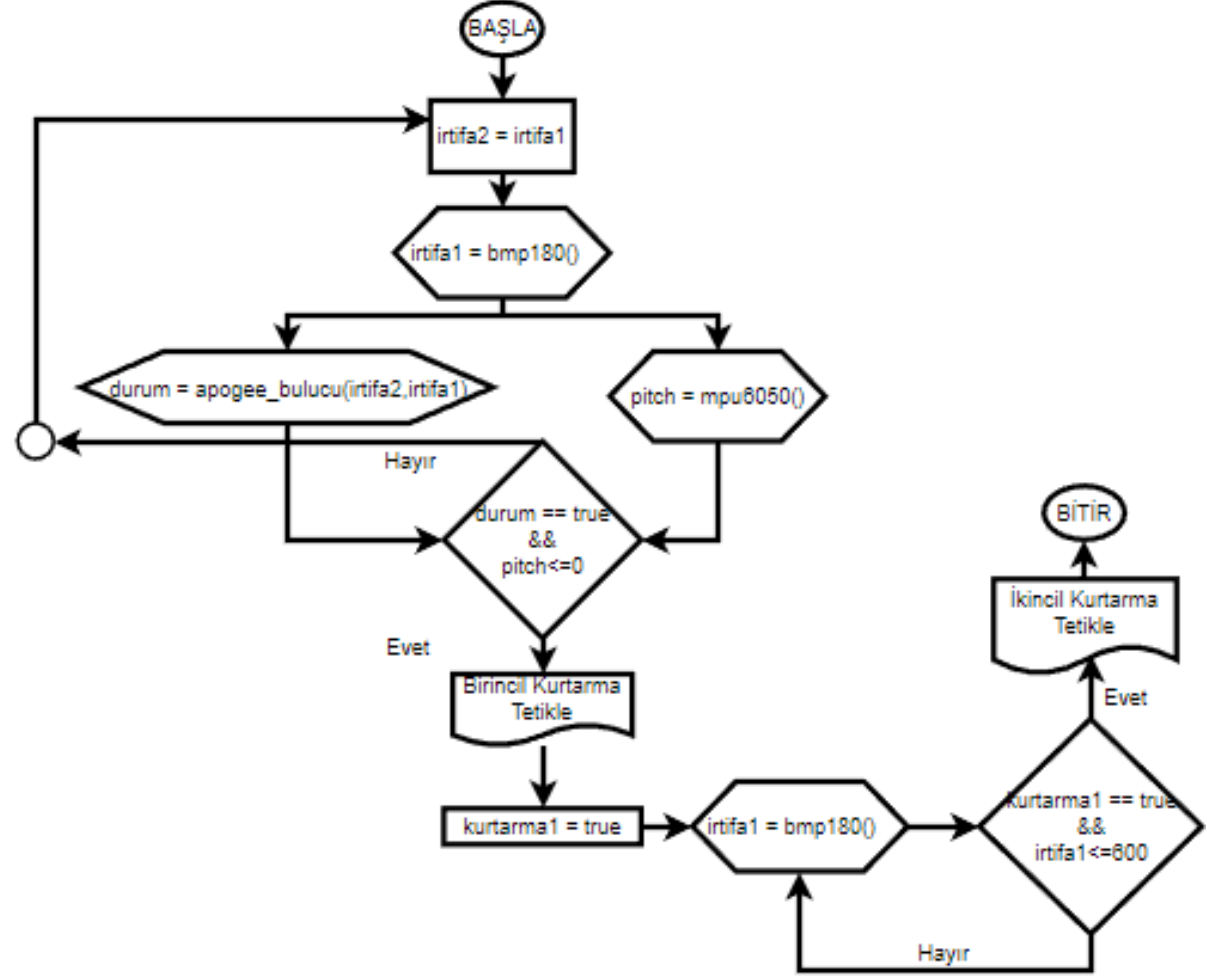 BAŞLA
irtifa2 = irtifa1
irtifa1 = bmp180()
durum = apogee_bulucu(irtifa2,irtifa1)
pitch = mpu6050()
Hayır
durum == true
&&
pitch<=0
Evet
Birincil Kurtarma
Tetikle
kurtarma1 = true
irtifa1 = bmp180()
kurtarma1 == true
&&
irtifa1<=600
Hayır
Evet
İkincil Kurtarma
Tetikle
BİTİR